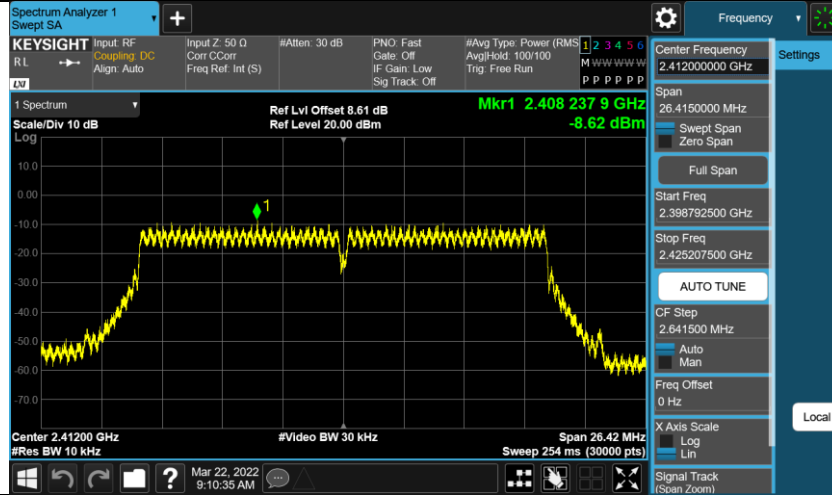 Spectrum Analyzer 1
Swept SA
Frequency
KEYSIGHT
RL
LXI
Input: RF
Coupling: DC
Align: Auto
Input Z: 50 Ω
Corr CCorr
Freq Ref: Int (S)
#Atten: 30 dB
PNO: Fast
Gate: Off
IF Gain: Low
Sig Track: Off
#Avg Type: Power (RMS
Avg|Hold: 100/100
Trig: Free Run
1 2 3 4 5 6
M W W W W W
P P P P P P
1 Spectrum
Scale/Div 10 dB
Log
Ref Lvl Offset 8.61 dB
Ref Level 20.00 dBm
Mkr1 2.408 237 9 GHz
-8.62 dBm
10.0
0.00
-10.0
-20.0
-30.0
-40.0
-50.0
-60.0
-70.0
1
Center 2.41200 GHz
#Res BW 10 kHz
#Video BW 30 kHz
Span 26.42 MHz
Sweep 254 ms (30000 pts)
Mar 22, 2022
9:10:35 AM
Center Frequency
2.412000000 GHz
Span
26.4150000 MHz
Swept Span
Zero Span
Full Span
Start Freq
2.398792500 GHz
Stop Freq
2.425207500 GHz
AUTO TUNE
CF Step
2.641500 MHz
Auto
Man
Freq Offset
0 Hz
X Axis Scale
Log
Lin
Signal Track
(Span Zoom)
Settings
Local